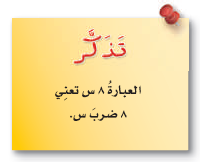 تَذَكَّر
العبارةُ ٨ س تعنِي
٨ ضربَ س.